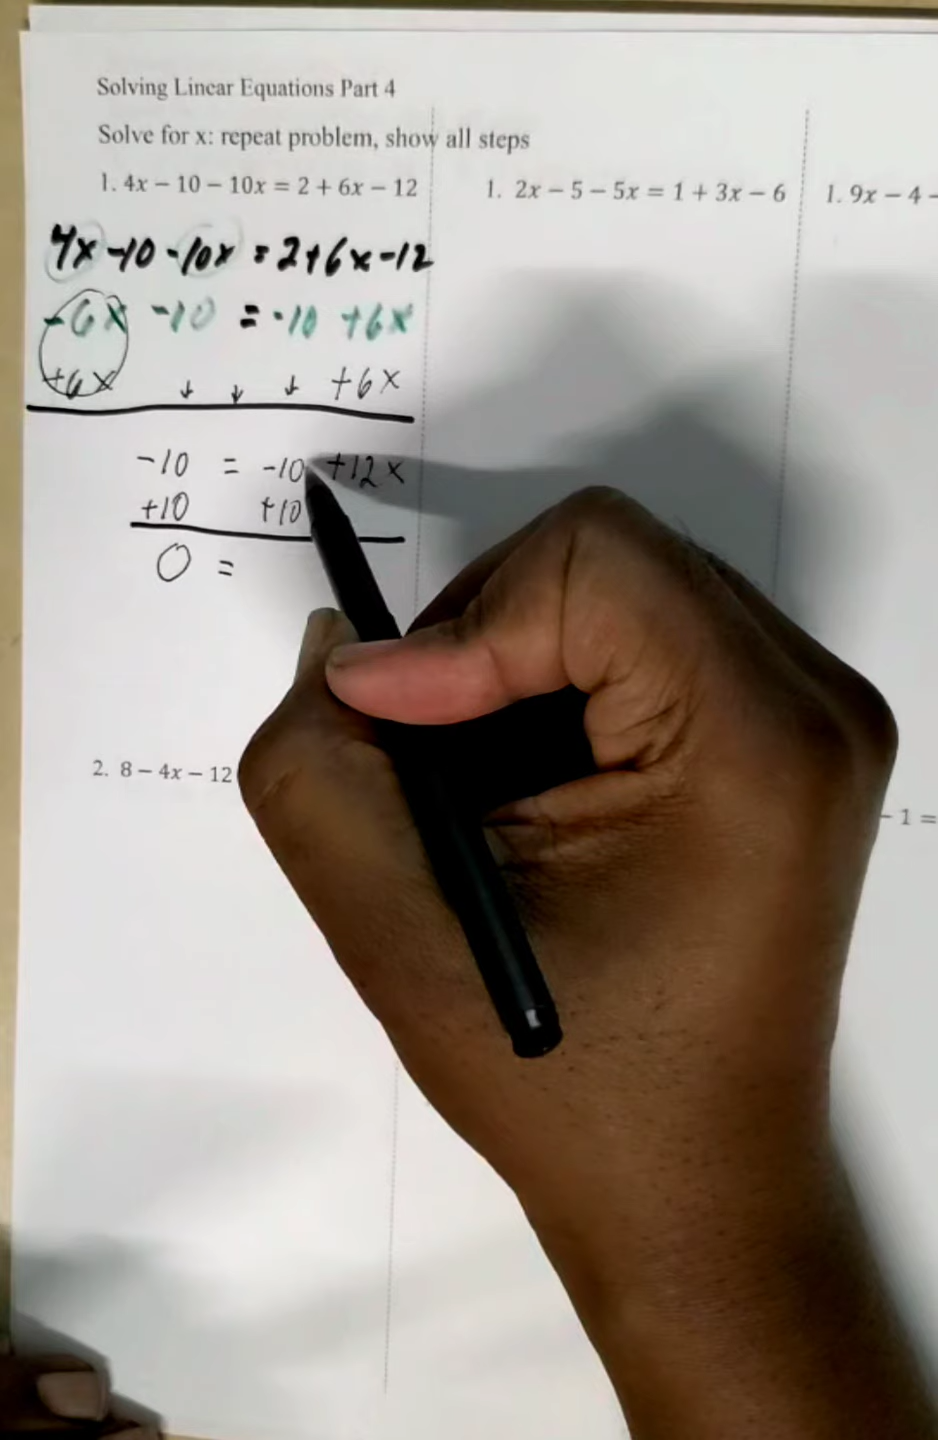 Solving Linear Equations Part 4
Solve for x: repeat problem, show all steps
1. 4x – 10 – 10x = 2 + 6x – 12
1. 2x – 5 – 5x = 1 + 3x – 6
1. 9x – 4 –
4x -10 -10x = 2+6x-12
-6x -10 = -10 +6x
+6x ↓ ↓ ↓ +6x
-10 = -10 +12x
+10 +10
0 =
2. 8 – 4x – 12
– 1 =